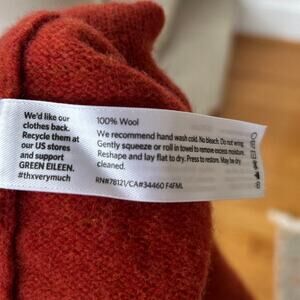 We'd like our
clothes back.
Recycle them at
our US stores
and support
GREEN EILEEN.
#thxverymuch
100% Wool
We recommend hand wash cold. No bleach. Do not wring.
Gently squeeze or roll in towel to remove excess moisture.
Reshape and lay flat to dry. Press to restore. May be dry
cleaned.
RN#78121/CA#34460 F4FML